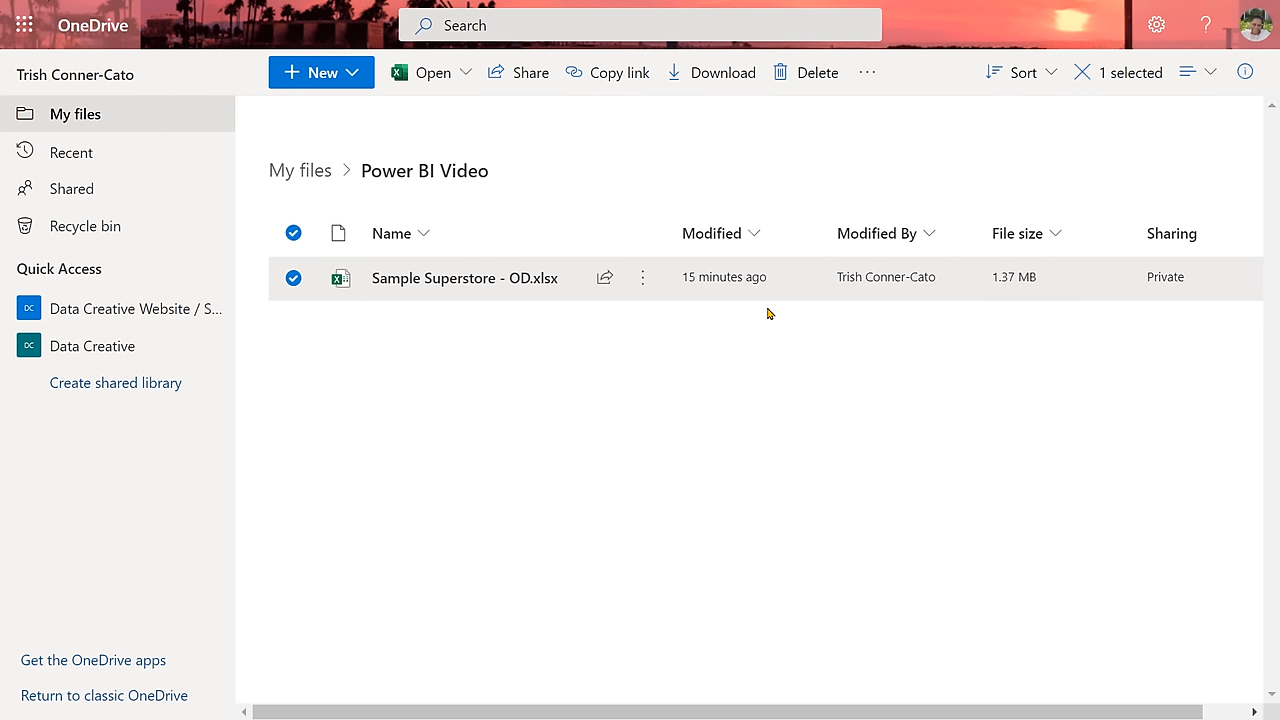 OneDrive
Search
?
Trish Conner-Cato
New
Open
Share
Copy link
Download
Delete
···
Sort
1 selected
My files
Recent
Shared
Recycle bin
Quick Access
DC Data Creative Website / S...
DC Data Creative
Create shared library
Get the OneDrive apps
Return to classic OneDrive
My files > Power BI Video
Name Modified Modified By File size Sharing
Sample Superstore - OD.xlsx 15 minutes ago Trish Conner-Cato 1.37 MB Private